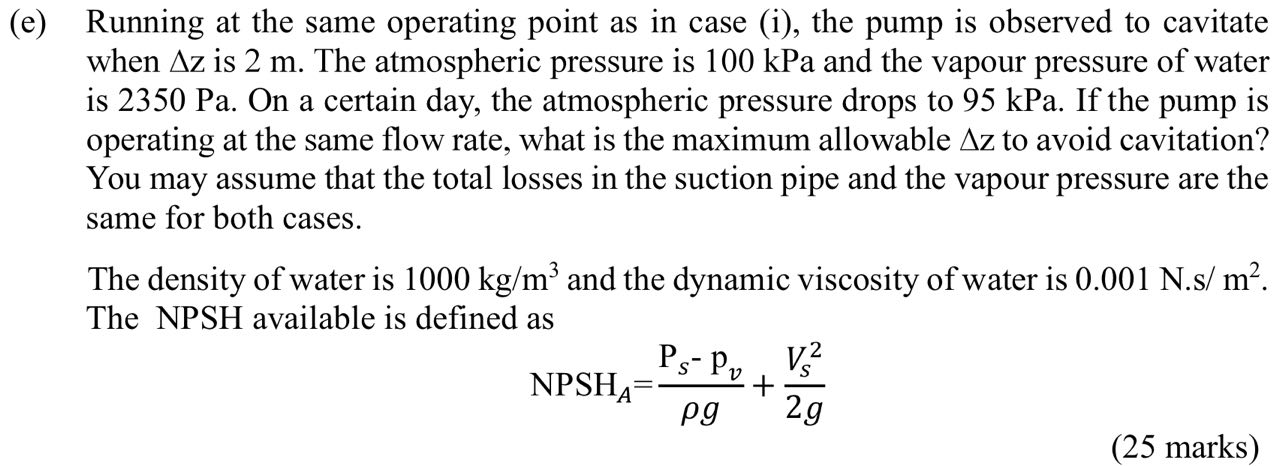 (e) Running at the same operating point as in case (i), the pump is observed to cavitate
when Δz is 2 m. The atmospheric pressure is 100 kPa and the vapour pressure of water
is 2350 Pa. On a certain day, the atmospheric pressure drops to 95 kPa. If the pump is
operating at the same flow rate, what is the maximum allowable Δz to avoid cavitation?
You may assume that the total losses in the suction pipe and the vapour pressure are the
same for both cases.
The density of water is 1000 kg/m³ and the dynamic viscosity of water is 0.001 N.s/ m².
The NPSH available is defined as
NPSH_A = (P_s - p_v)/(ρg) + V_s²/(2g)
(25 marks)